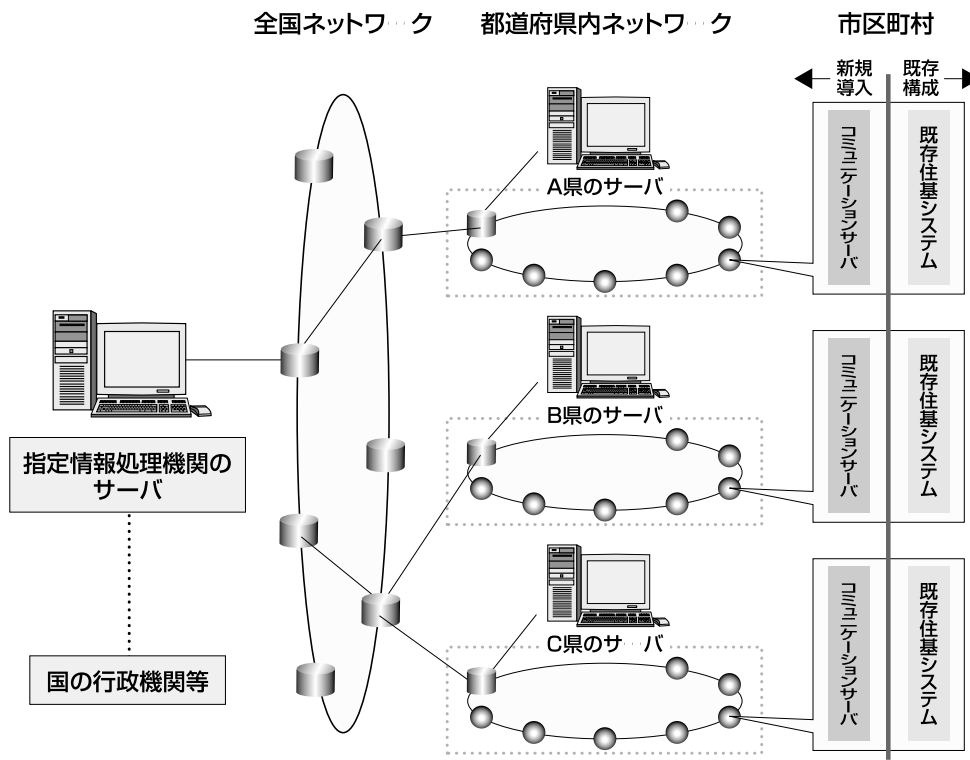 全国ネットワーク
都道府県内ネットワーク
市区町村
新規
導入
既存
構成
A県のサーバ
コミュニケーションサーバ
既存住基システム
指定情報処理機関の
サーバ
B県のサーバ
コミュニケーションサーバ
既存住基システム
国の行政機関等
C県のサーバ
コミュニケーションサーバ
既存住基システム